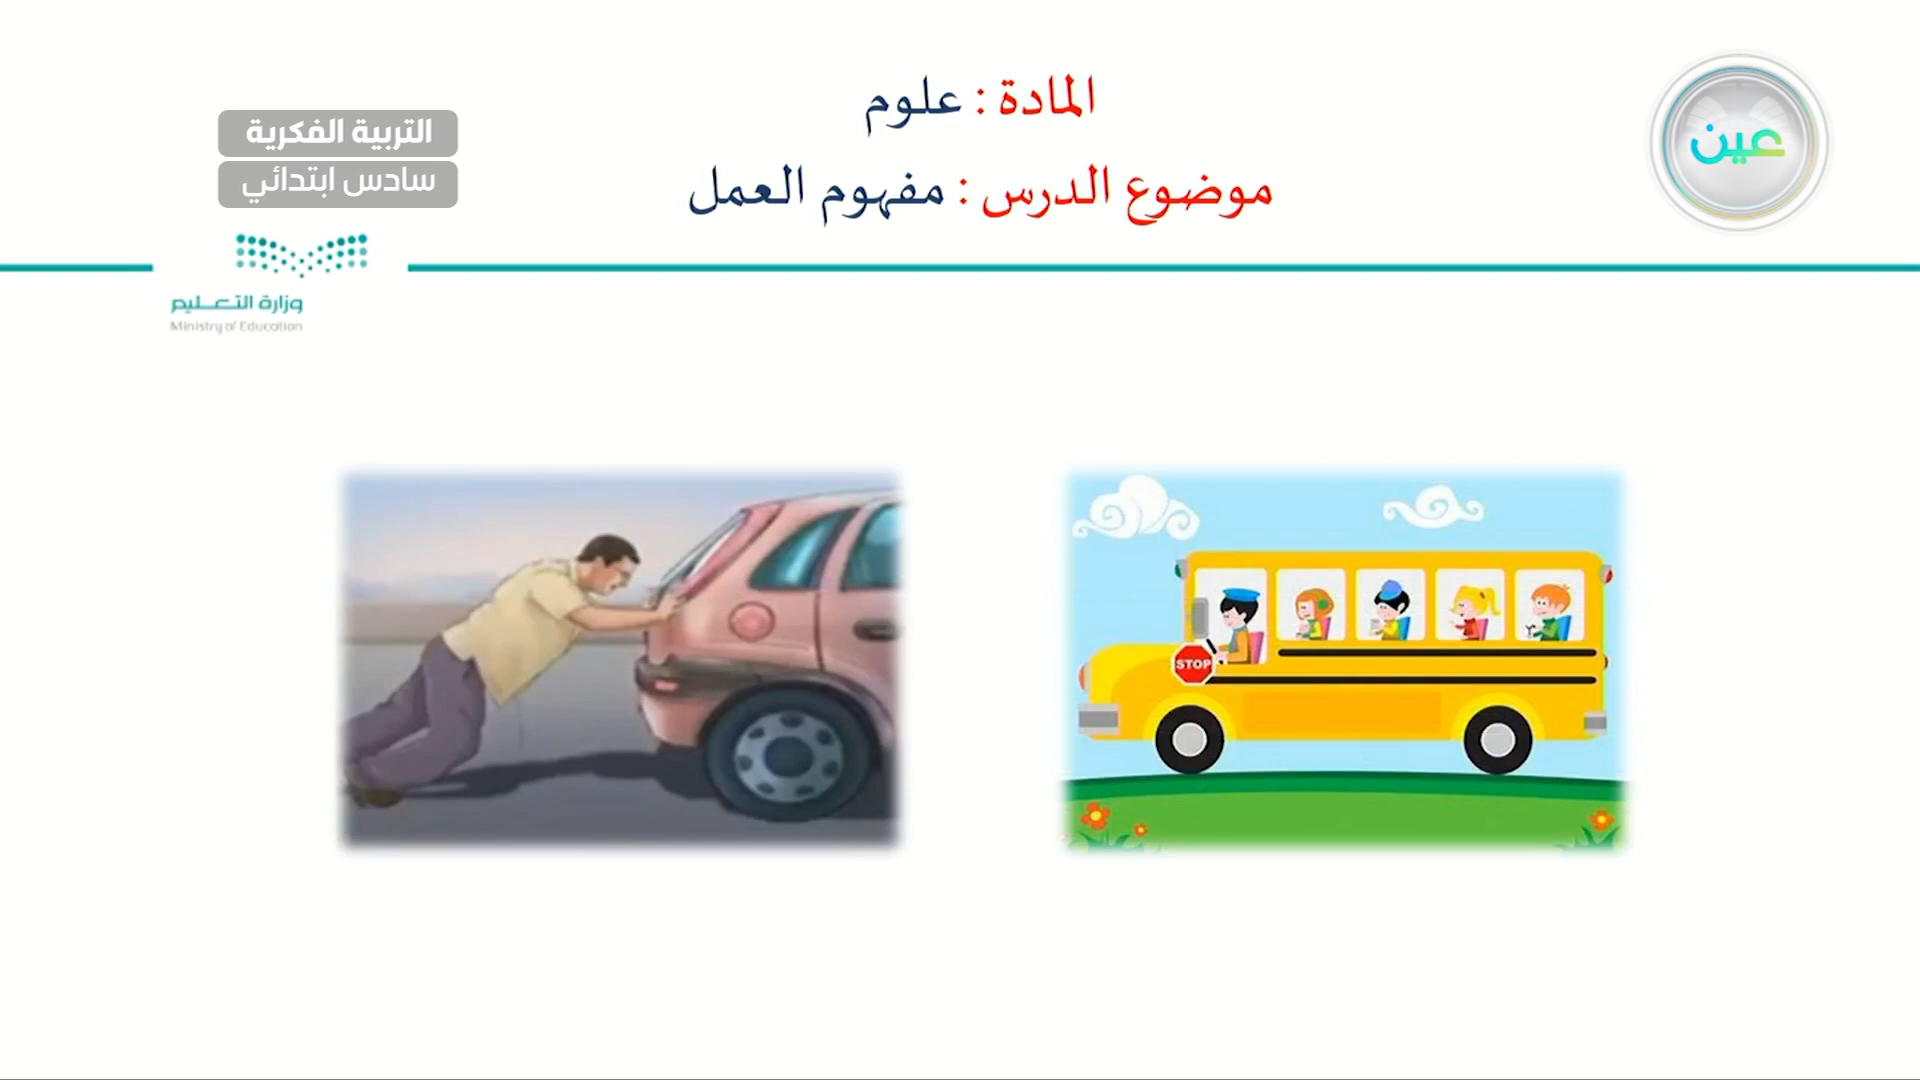 المادة : علوم
موضوع الدرس : مفهوم العمل
عين
التربية الفكرية
سادس ابتدائي
وزارة التعليم
Ministry of Education
STOP